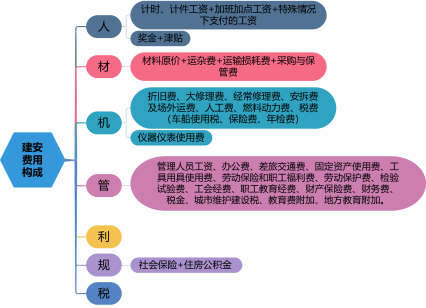 人
计时、计件工资+加班加点工资+特殊情况
下支付的工资
奖金+津贴
材
材料原价+运杂费+运输损耗费+采购与保
管费
机
折旧费、大修理费、经常修理费、安拆费
及场外运费、人工费、燃料动力费、税费
（车船使用税、保险费、年检费）
仪器仪表使用费
建安
费用
构成
管
管理人员工资、办公费、差旅交通费、固定资产使用费、工
具用具使用费、劳动保险和职工福利费、劳动保护费、检验
试验费、工会经费、职工教育经费、财产保险费、财务费、
税金、城市维护建设税、教育费附加、地方教育附加。
利
规
社会保险+住房公积金
税